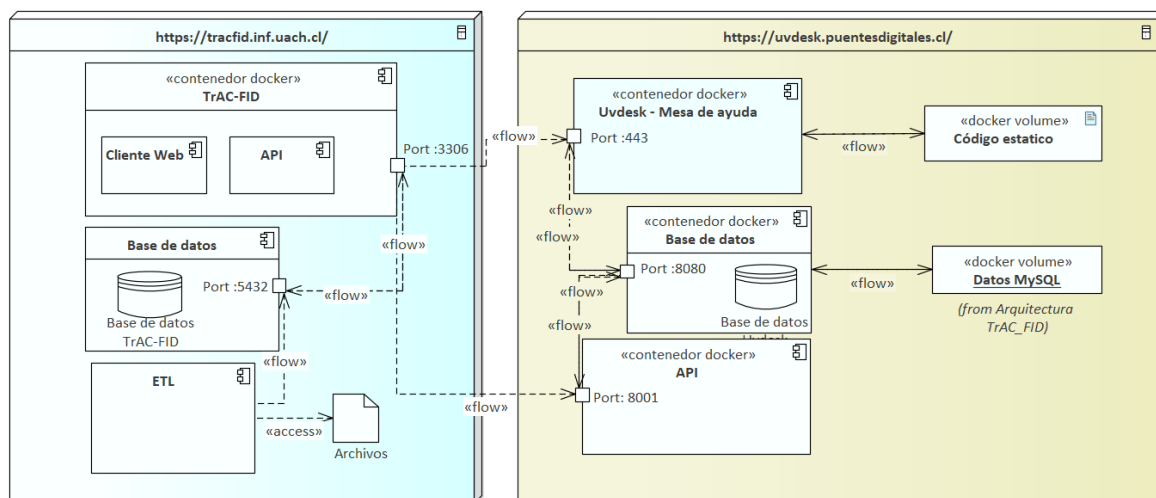 https://tracfid.inf.uach.cl/
«contenedor docker»
TrAC-FID
Cliente Web
API
Port :3306
«flow»
Base de datos
Port :5432
Base de datos
TrAC-FID
«flow»
«flow»
«flow»
ETL
«access»
Archivos
«flow»
https://uvdesk.puentesdigitales.cl/
«contenedor docker»
Uvdesk - Mesa de ayuda
Port :443
«flow»
«docker volume»
Código estatico
«flow»
«flow»
«contenedor docker»
Base de datos
Port :8080
Base de datos
Uvdesk
«flow»
«docker volume»
Datos MySQL
(from Arquitectura
TrAC_FID)
«flow»
«contenedor docker»
API
Port: 8001